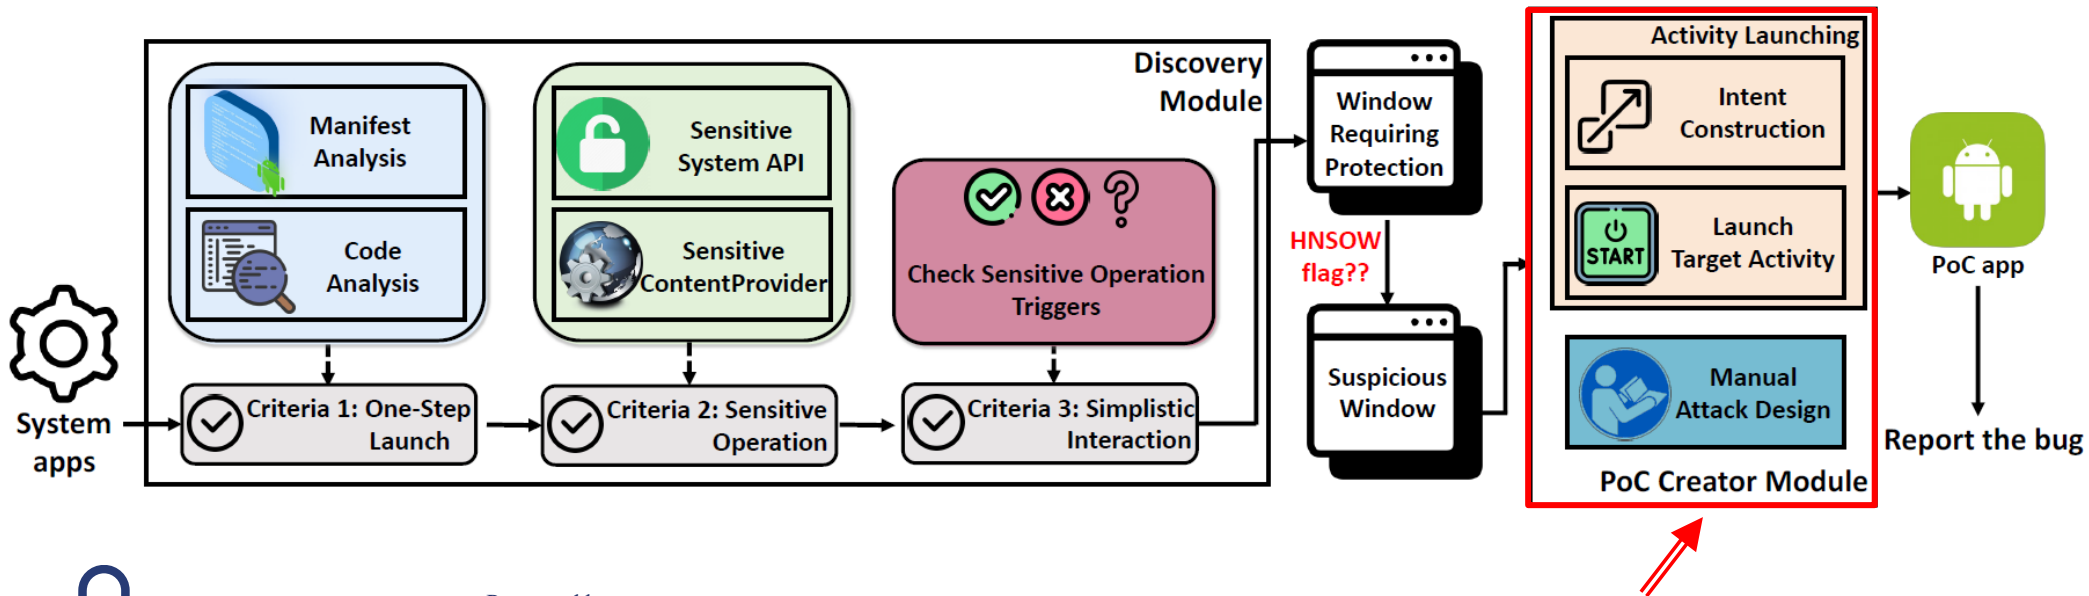 System
apps
Manifest
Analysis
Code
Analysis
Criteria 1: One-Step
Launch
Sensitive
System API
Sensitive
ContentProvider
Criteria 2: Sensitive
Operation
Discovery
Module
Check Sensitive Operation
Triggers
Criteria 3: Simplistic
Interaction
Window
Requiring
Protection
HNSOW
flag??
Suspicious
Window
Activity Launching
Intent
Construction
START
Launch
Target Activity
Manual
Attack Design
PoC Creator Module
PoC app
Report the bug